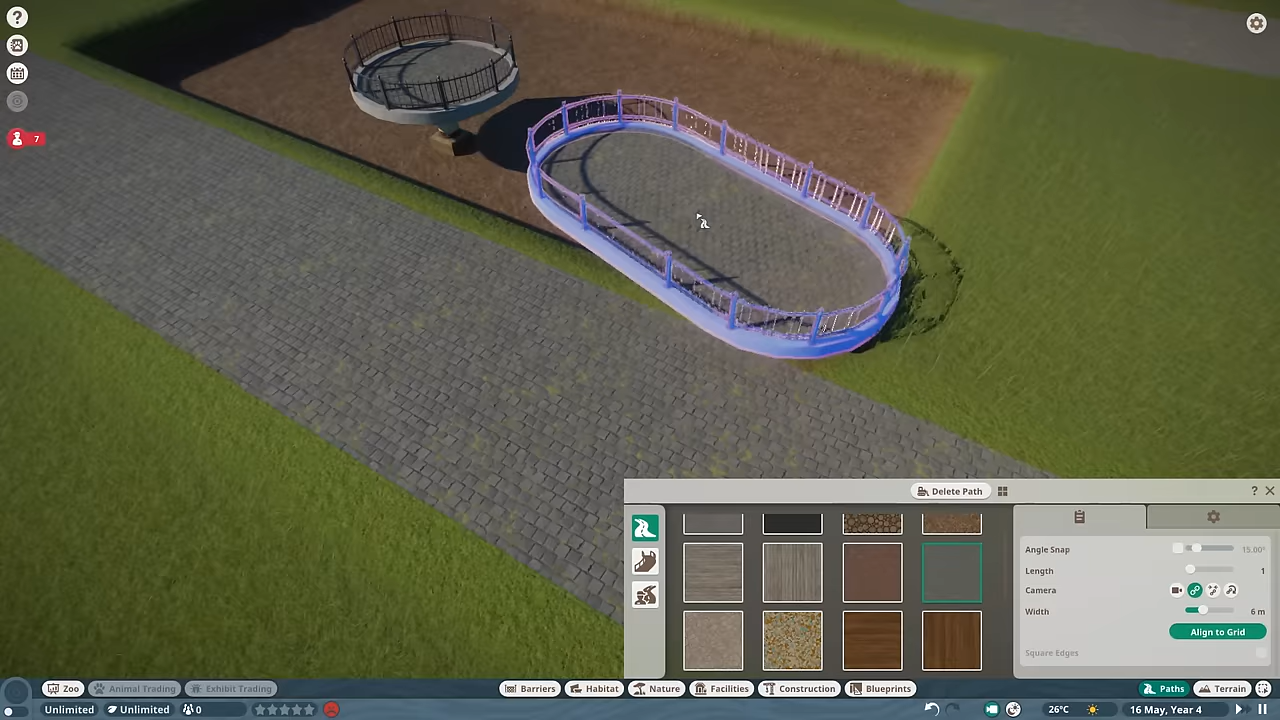 ?
7
Delete Path
?
Angle Snap 15.00°
Length 1
Camera
Width 6 m
Align to Grid
Square Edges
Zoo Animal Trading Exhibit Trading Barriers Habitat Nature Facilities Construction Blueprints Paths Terrain
Unlimited Unlimited 0 26°C 16 May, Year 4